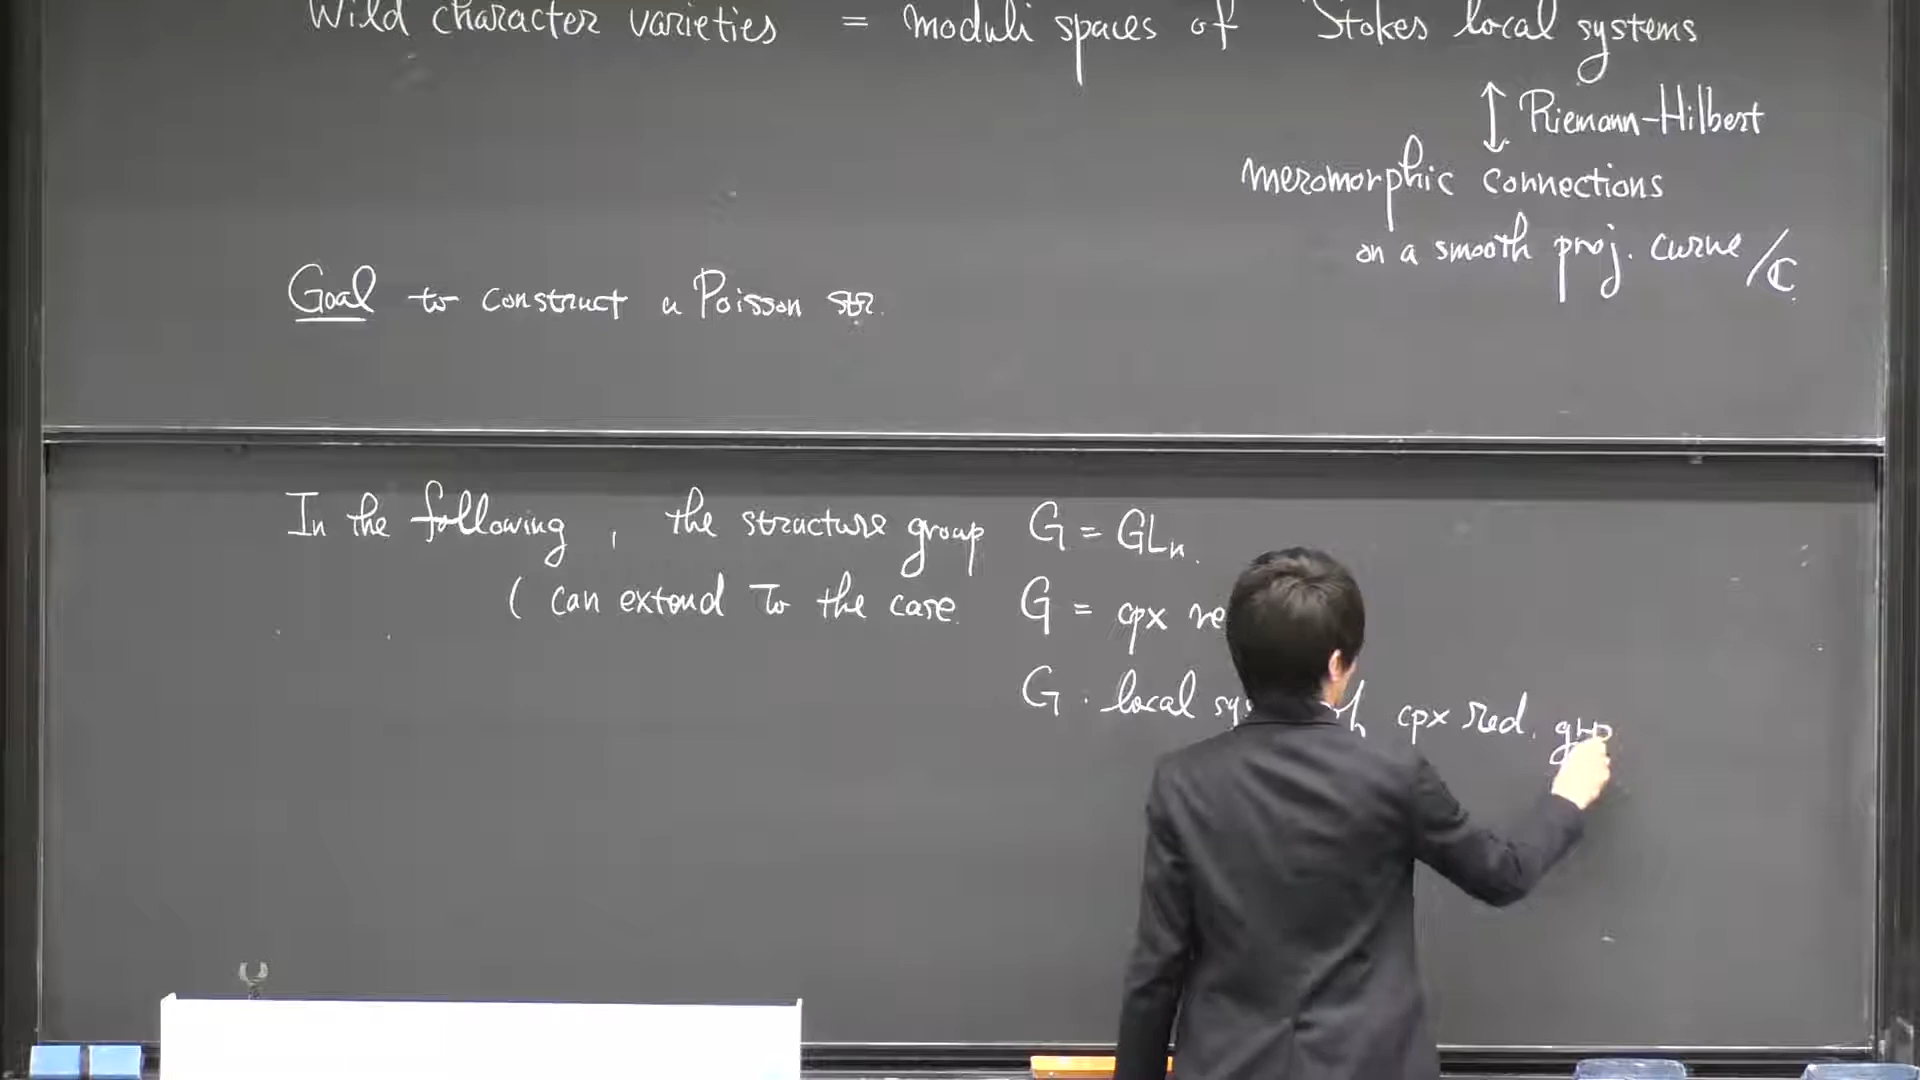 Wild character varieties = moduli spaces of Stokes local systems
↕ Riemann-Hilbert
meromorphic connections
on a smooth proj. curve /ℂ
Goal to construct a Poisson str.
In the following, the structure group G = GLn.
( can extend to the case G = cpx
G. local cpx red. grp